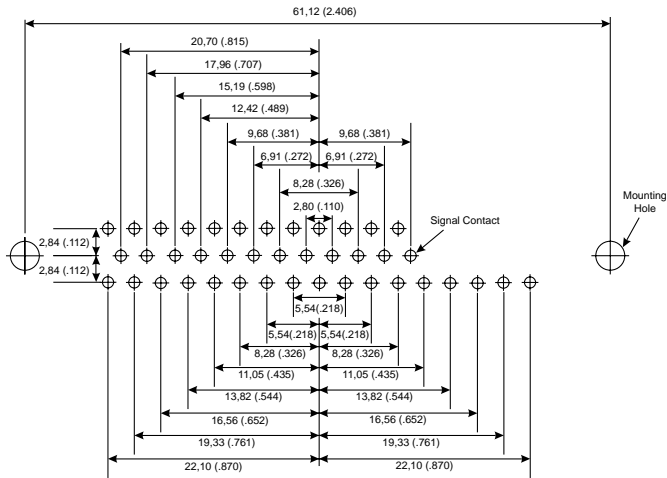 61,12 (2.406)
20,70 (.815)
17,96 (.707)
15,19 (.598)
12,42 (.489)
9,68 (.381) 9,68 (.381)
6,91 (.272) 6,91 (.272)
8,28 (.326)
2,80 (.110)
Mounting
Hole
Signal Contact
2,84 (.112)
2,84 (.112)
5,54 (.218)
5,54(.218) 5,54(.218)
8,28 (.326) 8,28 (.326)
11,05 (.435) 11,05 (.435)
13,82 (.544) 13,82 (.544)
16,56 (.652) 16,56 (.652)
19,33 (.761) 19,33 (.761)
22,10 (.870) 22,10 (.870)